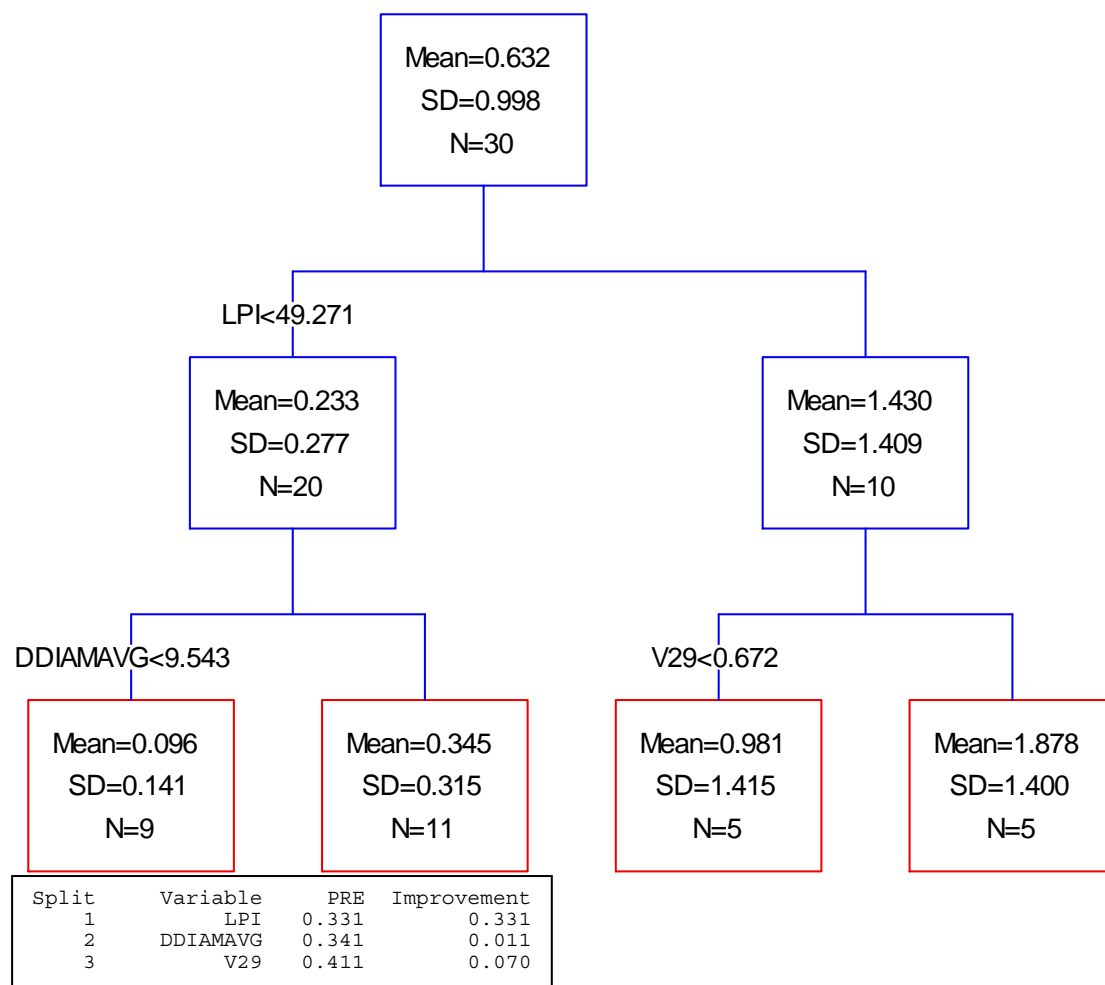 Mean=0.632
SD=0.998
N=30
LPI<49.271
Mean=0.233
SD=0.277
N=20
Mean=1.430
SD=1.409
N=10
DDIAMAVG<9.543
V29<0.672
Mean=0.096
SD=0.141
N=9
Mean=0.345
SD=0.315
N=11
Mean=0.981
SD=1.415
N=5
Mean=1.878
SD=1.400
N=5
Split Variable PRE Improvement
1 LPI 0.331 0.331
2 DDIAMAVG 0.341 0.011
3 V29 0.411 0.070